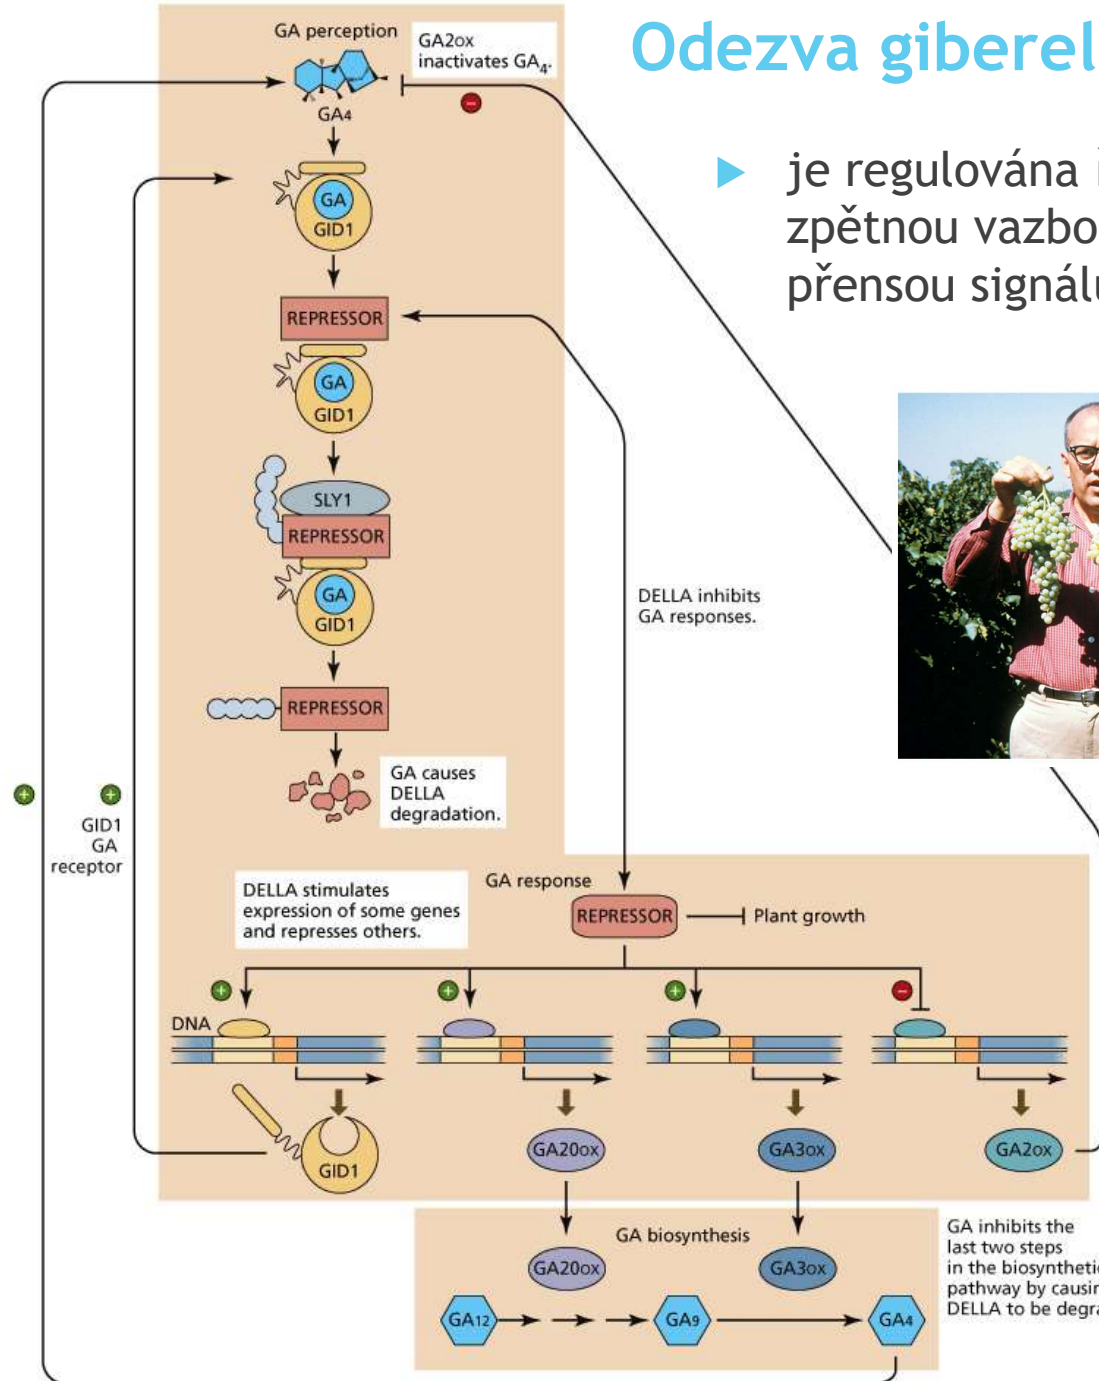 Odezva giberel
je regulována
zpětnou vazbo
přensou signálu
GA perception
GA2ox
inactivates GA4.
GA4
GA
GID1
REPRESSOR
GA
GID1
SLY1
REPRESSOR
GA
GID1
REPRESSOR
GA causes
DELLA
degradation.
DELLA inhibits
GA responses.
GID1
GA
receptor
GA response
DELLA stimulates
expression of some genes
and represses others.
REPRESSOR
Plant growth
DNA
GID1
GA20ox
GA3ox
GA2ox
GA biosynthesis
GA20ox
GA3ox
GA12
GA9
GA4
GA inhibits the
last two steps
in the biosynthetic
pathway by causin
DELLA to be degra